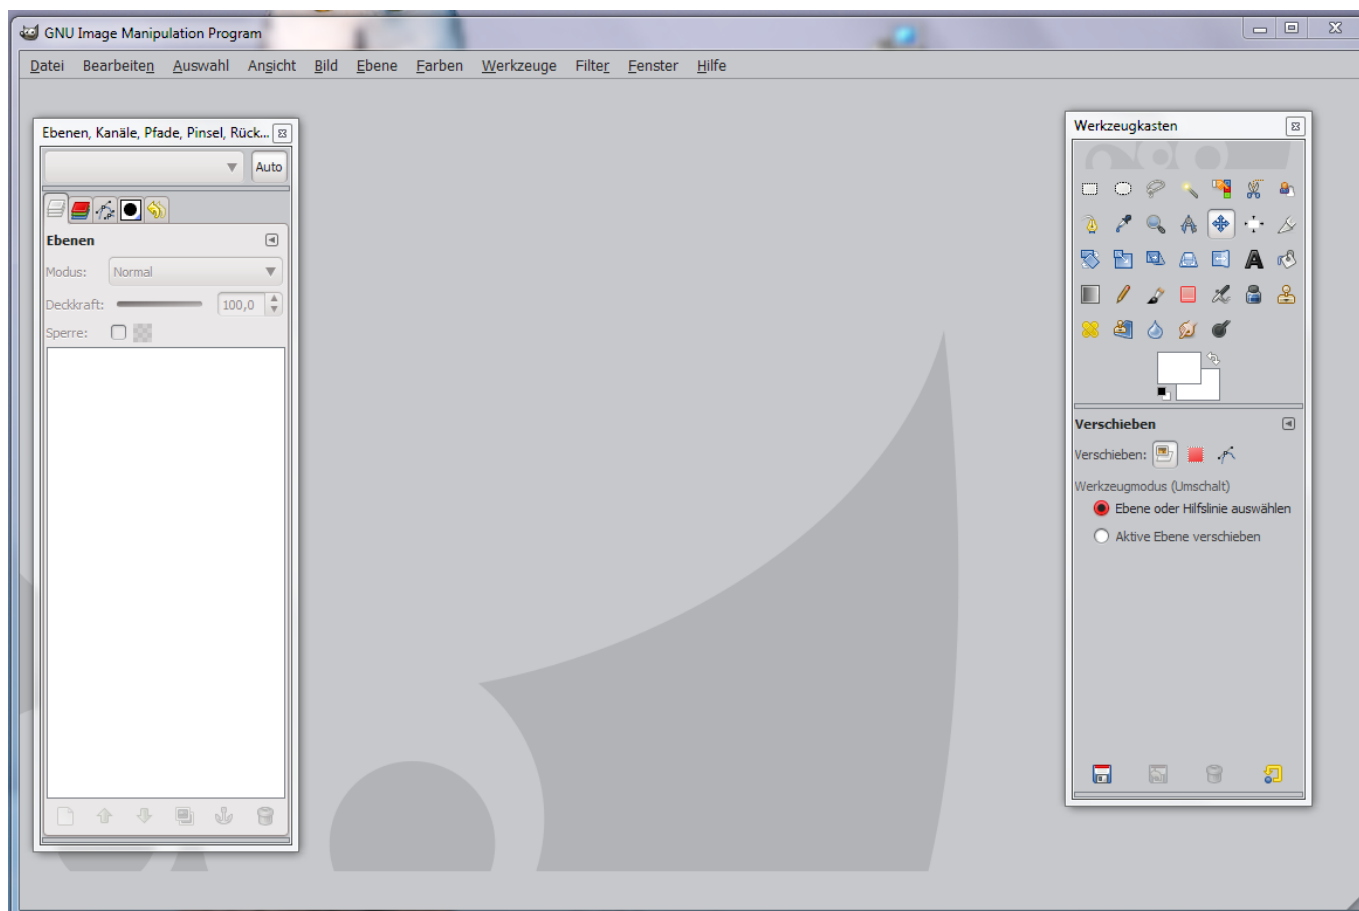 GNU Image Manipulation Program
Datei Bearbeiten Auswahl Ansicht Bild Ebene Farben Werkzeuge Filter Fenster Hilfe
Ebenen, Kanäle, Pfade, Pinsel, Rück...
Auto
Ebenen
Modus: Normal
Deckkraft: 100,0
Sperre:
Werkzeugkasten
Verschieben
Verschieben:
Werkzeugmodus (Umschalt)
Ebene oder Hilfslinie auswählen
Aktive Ebene verschieben